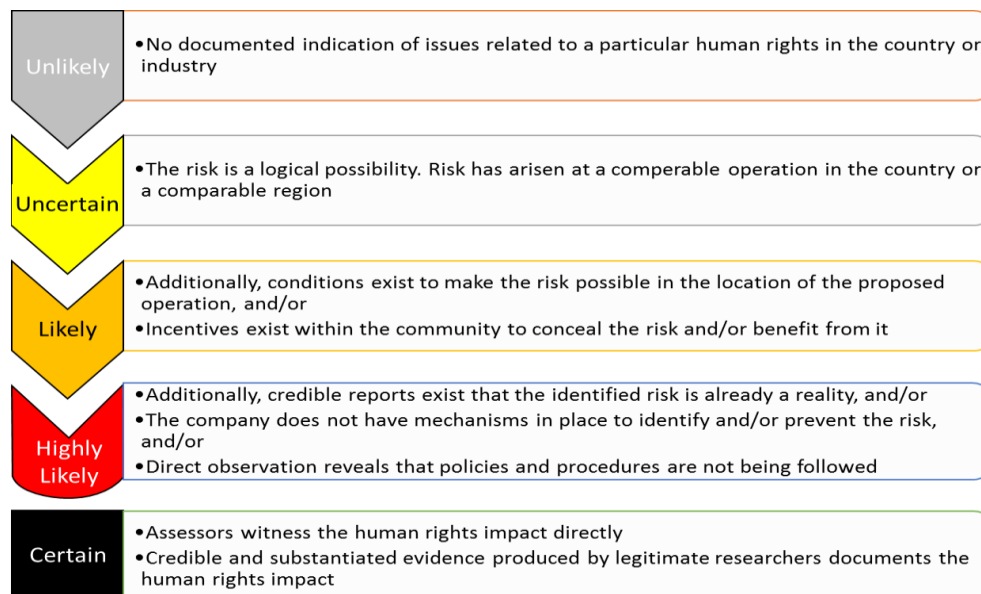 Unlikely
•No documented indication of issues related to a particular human rights in the country or
industry
Uncertain
•The risk is a logical possibility. Risk has arisen at a comperable operation in the country or
a comparable region
Likely
•Additionally, conditions exist to make the risk possible in the location of the proposed
operation, and/or
•Incentives exist within the community to conceal the risk and/or benefit from it
Highly
Likely
•Additionally, credible reports exist that the identified risk is already a reality, and/or
•The company does not have mechanisms in place to identify and/or prevent the risk,
and/or
•Direct observation reveals that policies and procedures are not being followed
Certain
•Assessors witness the human rights impact directly
•Credible and substantiated evidence produced by legitimate researchers documents the
human rights impact